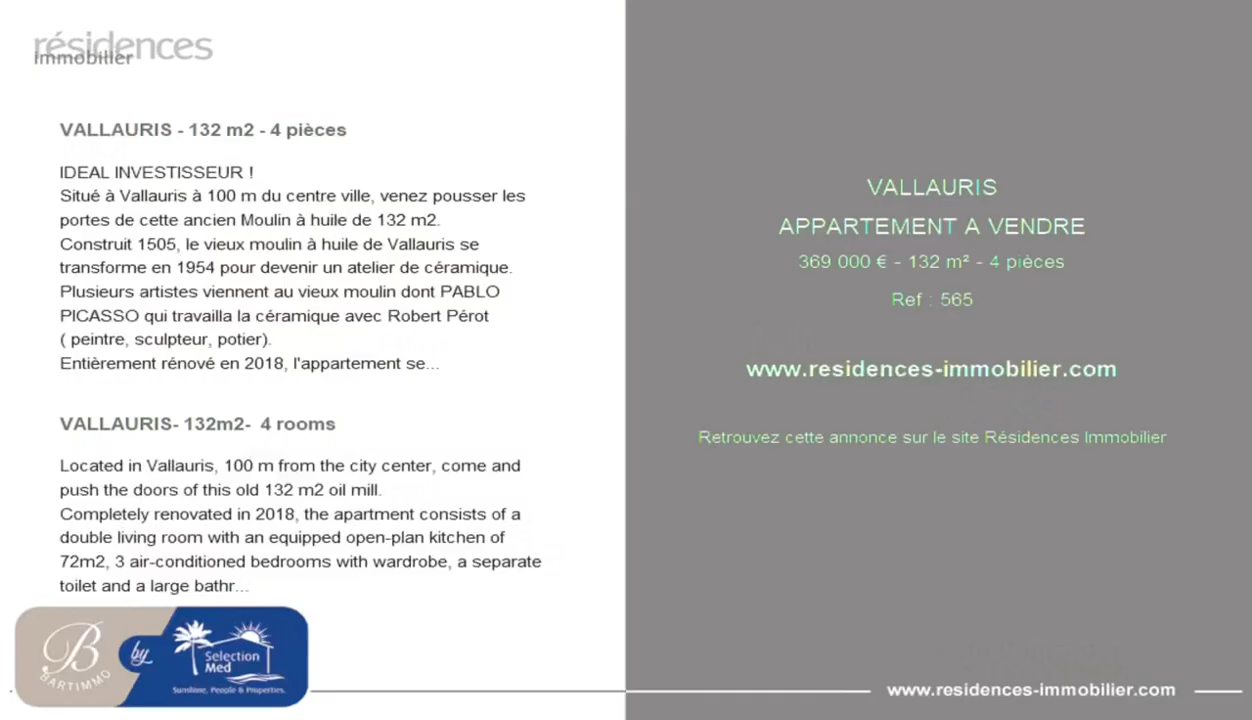 résidences
immobilier
VALLAURIS - 132 m2 - 4 pièces
IDEAL INVESTISSEUR !
Situé à Vallauris à 100 m du centre ville, venez pousser les
portes de cette ancien Moulin à huile de 132 m2.
Construit 1505, le vieux moulin à huile de Vallauris se
transforme en 1954 pour devenir un atelier de céramique.
Plusieurs artistes viennent au vieux moulin dont PABLO
PICASSO qui travailla la céramique avec Robert Pérot
( peintre, sculpteur, potier).
Entièrement rénové en 2018, l'appartement se...
VALLAURIS- 132m2-  4 rooms
Located in Vallauris, 100 m from the city center, come and
push the doors of this old 132 m2 oil mill.
Completely renovated in 2018, the apartment consists of a
double living room with an equipped open-plan kitchen of
72m2, 3 air-conditioned bedrooms with wardrobe, a separate
toilet and a large bathr...
B
BARTIMMO
by
Selection
Med
Sunshine, People & Properties.
VALLAURIS
APPARTEMENT A VENDRE
369 000 € - 132 m² - 4 pièces
Ref : 565
www.residences-immobilier.com
Retrouvez cette annonce sur le site Résidences Immobilier
www.residences-immobilier.com